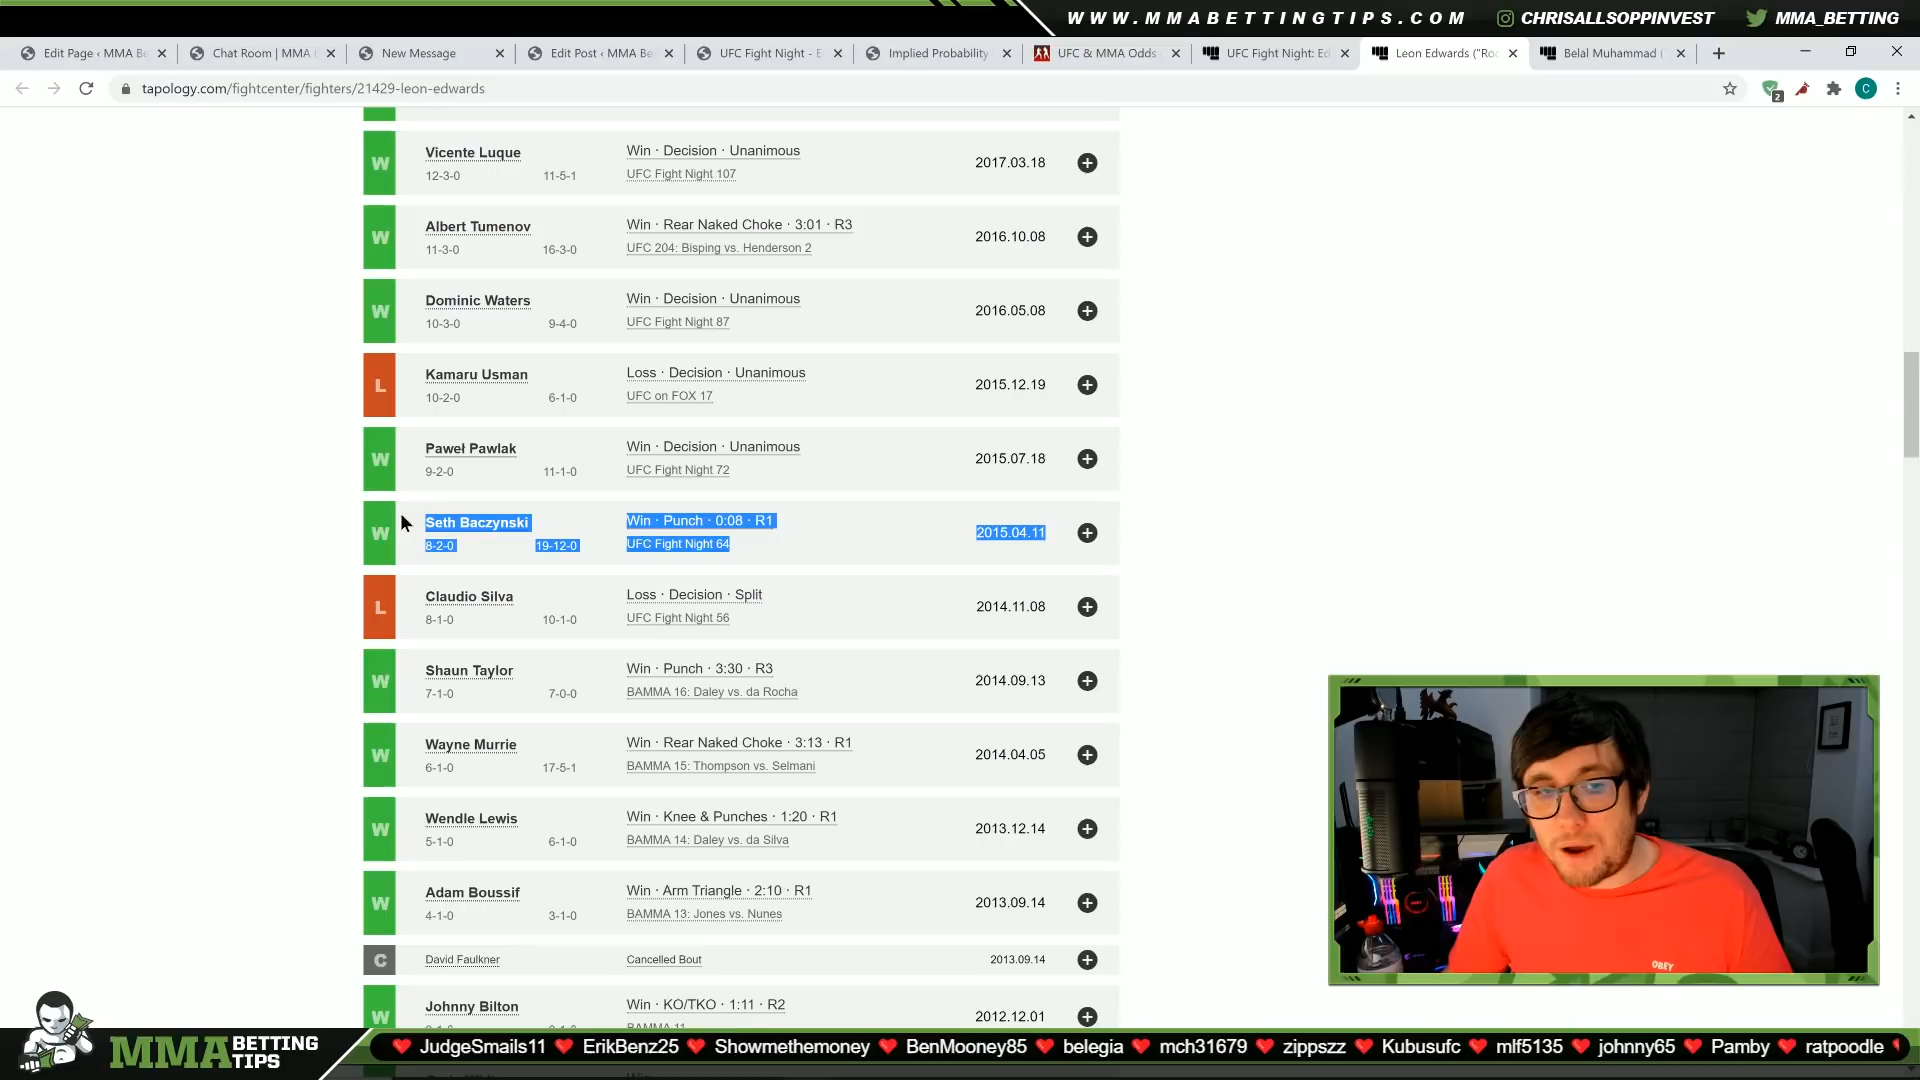 WWW.MMABETTINGTIPS.COM CHRISALLSOPPINVEST MMA_BETTING
Edit Page ‹ MMA Be Chat Room | MMA New Message Edit Post ‹ MMA Be UFC Fight Night - E Implied Probability UFC & MMA Odds UFC Fight Night: Ed Leon Edwards ("Roc Belal Muhammad (
tapology.com/fightcenter/fighters/21429-leon-edwards 2 C
W Vicente Luque Win · Decision · Unanimous 2017.03.18
12-3-0 11-5-1 UFC Fight Night 107
W Albert Tumenov Win · Rear Naked Choke · 3:01 · R3 2016.10.08
11-3-0 16-3-0 UFC 204: Bisping vs. Henderson 2
W Dominic Waters Win · Decision · Unanimous 2016.05.08
10-3-0 9-4-0 UFC Fight Night 87
L Kamaru Usman Loss · Decision · Unanimous 2015.12.19
10-2-0 6-1-0 UFC on FOX 17
W Paweł Pawlak Win · Decision · Unanimous 2015.07.18
9-2-0 11-1-0 UFC Fight Night 72
W Seth Baczynski Win · Punch · 0:08 · R1 2015.04.11
8-2-0 19-12-0 UFC Fight Night 64
L Claudio Silva Loss · Decision · Split 2014.11.08
8-1-0 10-1-0 UFC Fight Night 56
W Shaun Taylor Win · Punch · 3:30 · R3 2014.09.13
7-1-0 7-0-0 BAMMA 16: Daley vs. da Rocha
W Wayne Murrie Win · Rear Naked Choke · 3:13 · R1 2014.04.05
6-1-0 17-5-1 BAMMA 15: Thompson vs. Selmani
W Wendle Lewis Win · Knee & Punches · 1:20 · R1 2013.12.14
5-1-0 6-1-0 BAMMA 14: Daley vs. da Silva
W Adam Boussif Win · Arm Triangle · 2:10 · R1 2013.09.14
4-1-0 3-1-0 BAMMA 13: Jones vs. Nunes
C David Faulkner Cancelled Bout 2013.09.14
W Johnny Bilton Win · KO/TKO · 1:11 · R2 2012.12.01
BAMMA 11
OBEY
MMA BETTING TIPS
JudgeSmails11 ErikBenz25 Showmethemoney BenMooney85 belegia mch31679 zippszz Kubusufc mlf5135 johnny65 Pamby ratpoodle